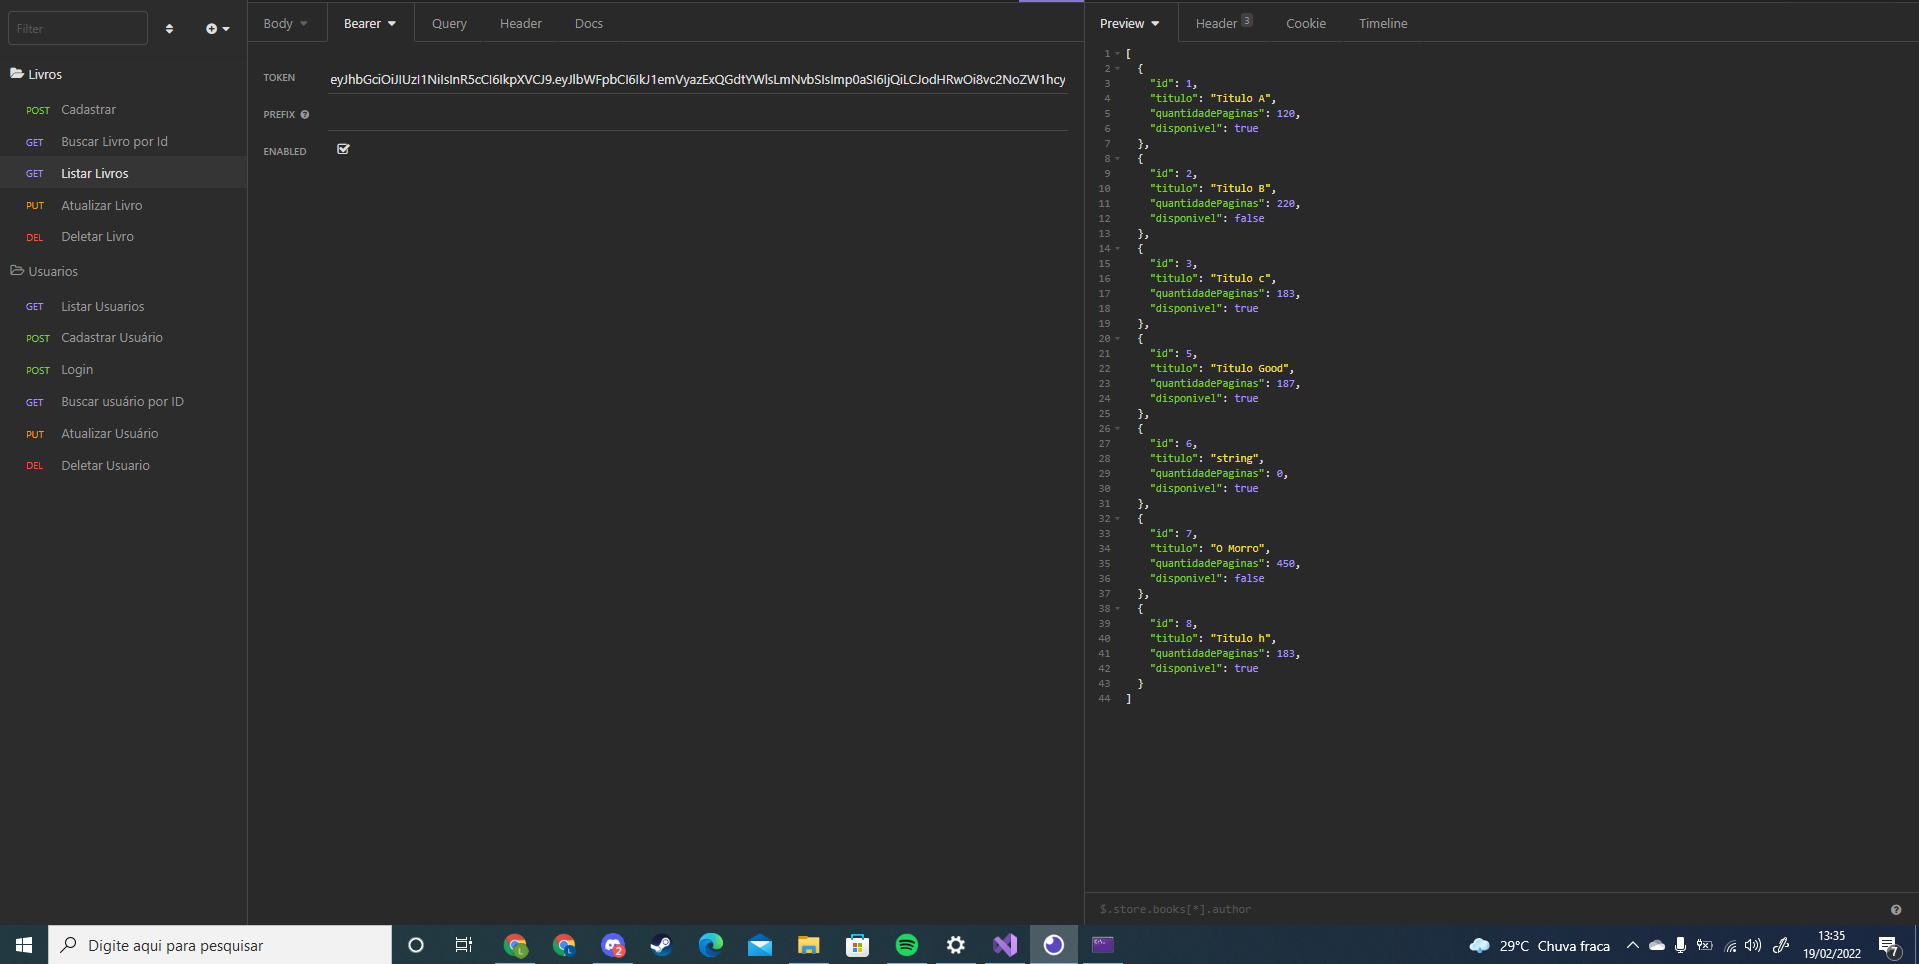 Filter
Livros
POST Cadastrar
GET Buscar Livro por Id
GET Listar Livros
PUT Atualizar Livro
DEL Deletar Livro
Usuarios
GET Listar Usuarios
POST Cadastrar Usuário
POST Login
GET Buscar usuário por ID
PUT Atualizar Usuário
DEL Deletar Usuario
Body Bearer Query Header Docs
TOKEN eyJhbGciOiJIUzI1NiIsInR5cCI6IkpXVCJ9.eyJlbWFpbCI6IkJ1emVyazExQGdtYWlsLmNvbSIsImp0aSI6IjQiLCJodHRwOi8vc2NoZW1hcy
PREFIX
ENABLED
Preview Header 3 Cookie Timeline
1 [
2 {
3 "id": 1,
4 "titulo": "Titulo A",
5 "quantidadePaginas": 120,
6 "disponivel": true
7 },
8 {
9 "id": 2,
10 "titulo": "Titulo B",
11 "quantidadePaginas": 220,
12 "disponivel": false
13 },
14 {
15 "id": 3,
16 "titulo": "Titulo c",
17 "quantidadePaginas": 183,
18 "disponivel": true
19 },
20 {
21 "id": 5,
22 "titulo": "Titulo Good",
23 "quantidadePaginas": 187,
24 "disponivel": true
25 },
26 {
27 "id": 6,
28 "titulo": "string",
29 "quantidadePaginas": 0,
30 "disponivel": true
31 },
32 {
33 "id": 7,
34 "titulo": "O Morro",
35 "quantidadePaginas": 450,
36 "disponivel": false
37 },
38 {
39 "id": 8,
40 "titulo": "Titulo h",
41 "quantidadePaginas": 183,
42 "disponivel": true
43 }
44 ]
$.store.books[*].author
Digite aqui para pesquisar
2
29°C Chuva fraca
13:35
19/02/2022
7